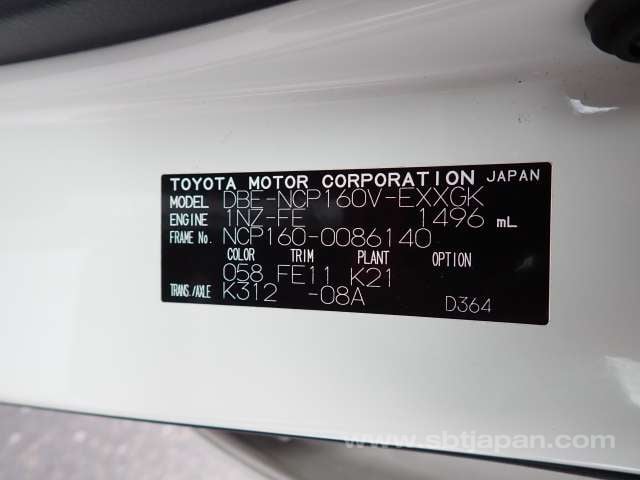 TOYOTA MOTOR CORPORATION JAPAN
MODEL DBE-NCP160V-EXXGK
ENGINE 1NZ-FE 1496 mL
FRAME No. NCP160-0086140
COLOR TRIM PLANT OPTION
058 FE11 K21
TRANS./AXLE K312 -08A D364
www.sbtjapan.com